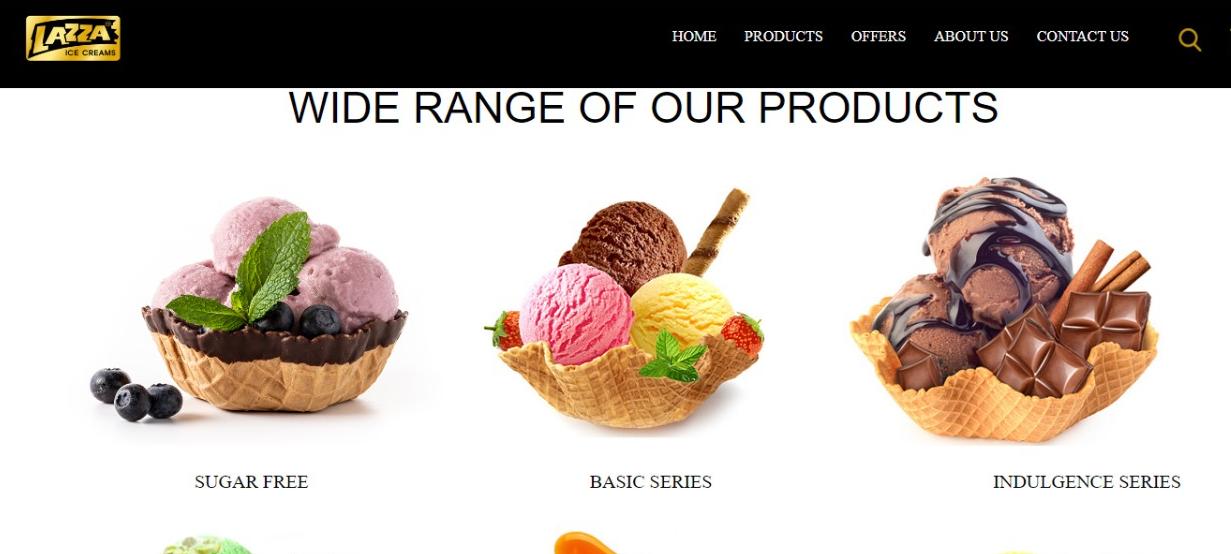 LAZZA
ICE CREAMS
HOME PRODUCTS OFFERS ABOUT US CONTACT US
WIDE RANGE OF OUR PRODUCTS
SUGAR FREE BASIC SERIES INDULGENCE SERIES